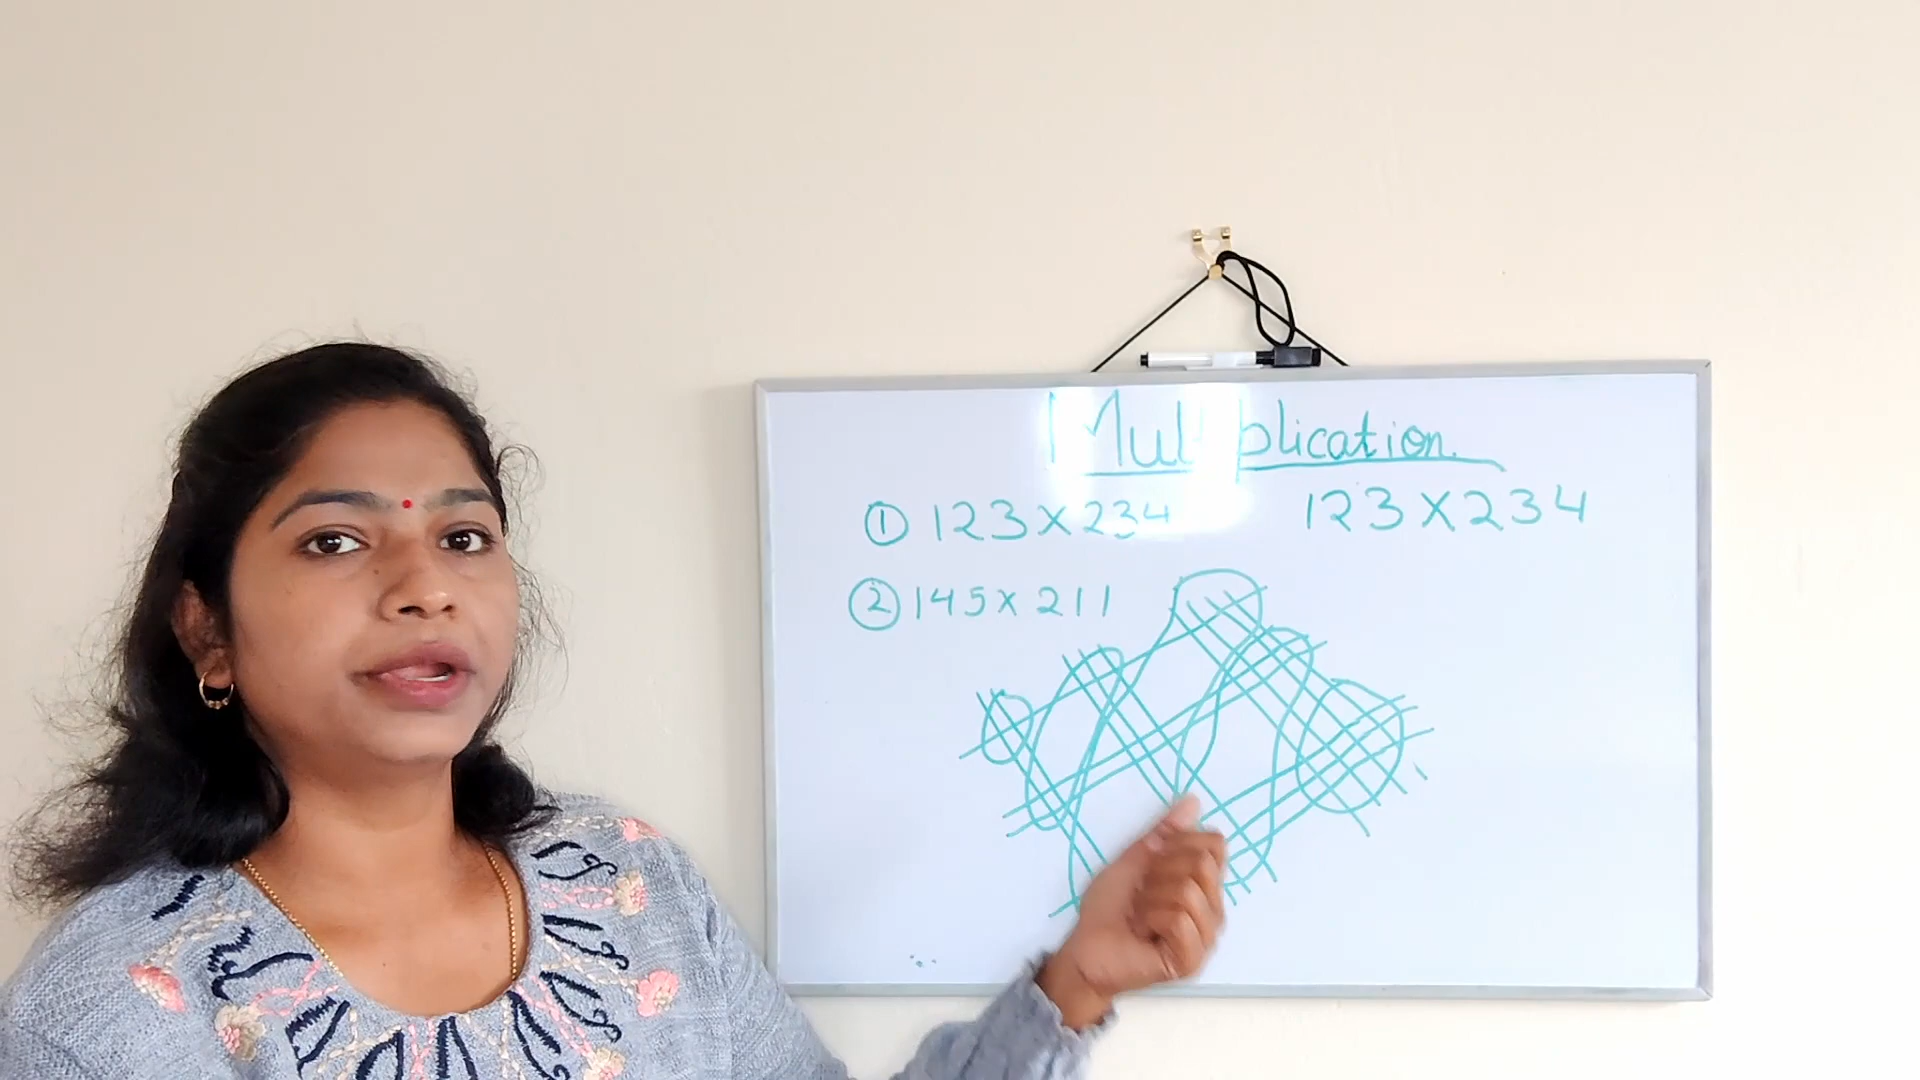 Multiplication.
① 123 X 234
123 X 234
② 145 X 211